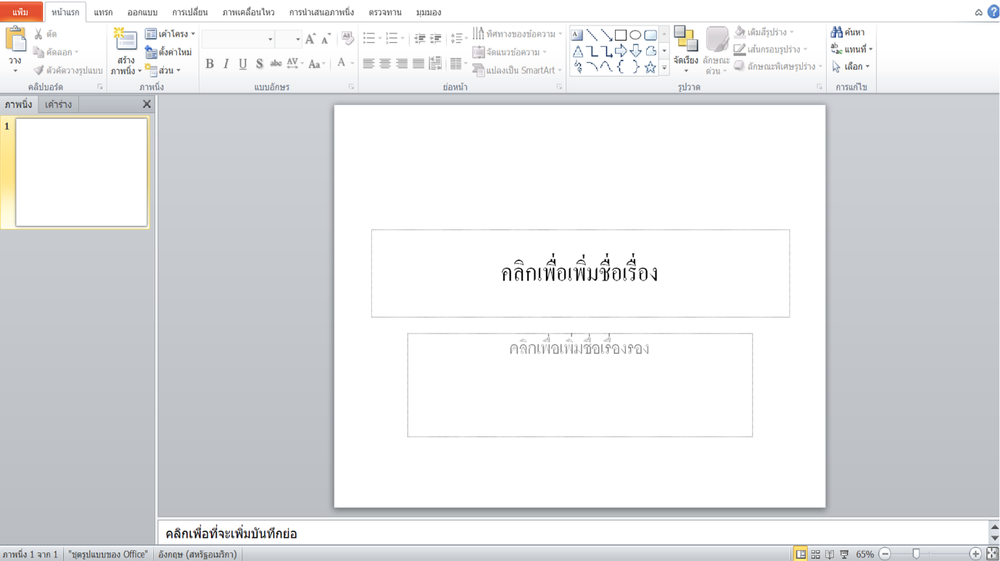 แฟ้ม หน้าแรก แทรก ออกแบบ การเปลี่ยน ภาพเคลื่อนไหว การนำเสนอภาพนิ่ง ตรวจทาน มุมมอง
วาง
ตัด
คัดลอก
ตัวคัดวางรูปแบบ
คลิปบอร์ด
สร้าง
ภาพนิ่ง
เค้าโครง
ตั้งค่าใหม่
ส่วน
ภาพนิ่ง
B I U S abc AV Aa A
แบบอักษร
ทิศทางของข้อความ
จัดแนวข้อความ
แปลงเป็น SmartArt
ย่อหน้า
จัดเรียง
ลักษณะ
ด่วน
เติมสีรูปร่าง
เส้นกรอบรูปร่าง
ลักษณะพิเศษรูปร่าง
รูปวาด
ค้นหา
แทนที่
เลือก
การแก้ไข
ภาพนิ่ง เค้าร่าง
1
คลิกเพื่อเพิ่มชื่อเรื่อง
คลิกเพื่อเพิ่มชื่อเรื่องรอง
คลิกเพื่อที่จะเพิ่มบันทึกย่อ
ภาพนิ่ง 1 จาก 1 "ชุดรูปแบบของ Office" อังกฤษ (สหรัฐอเมริกา) 65%